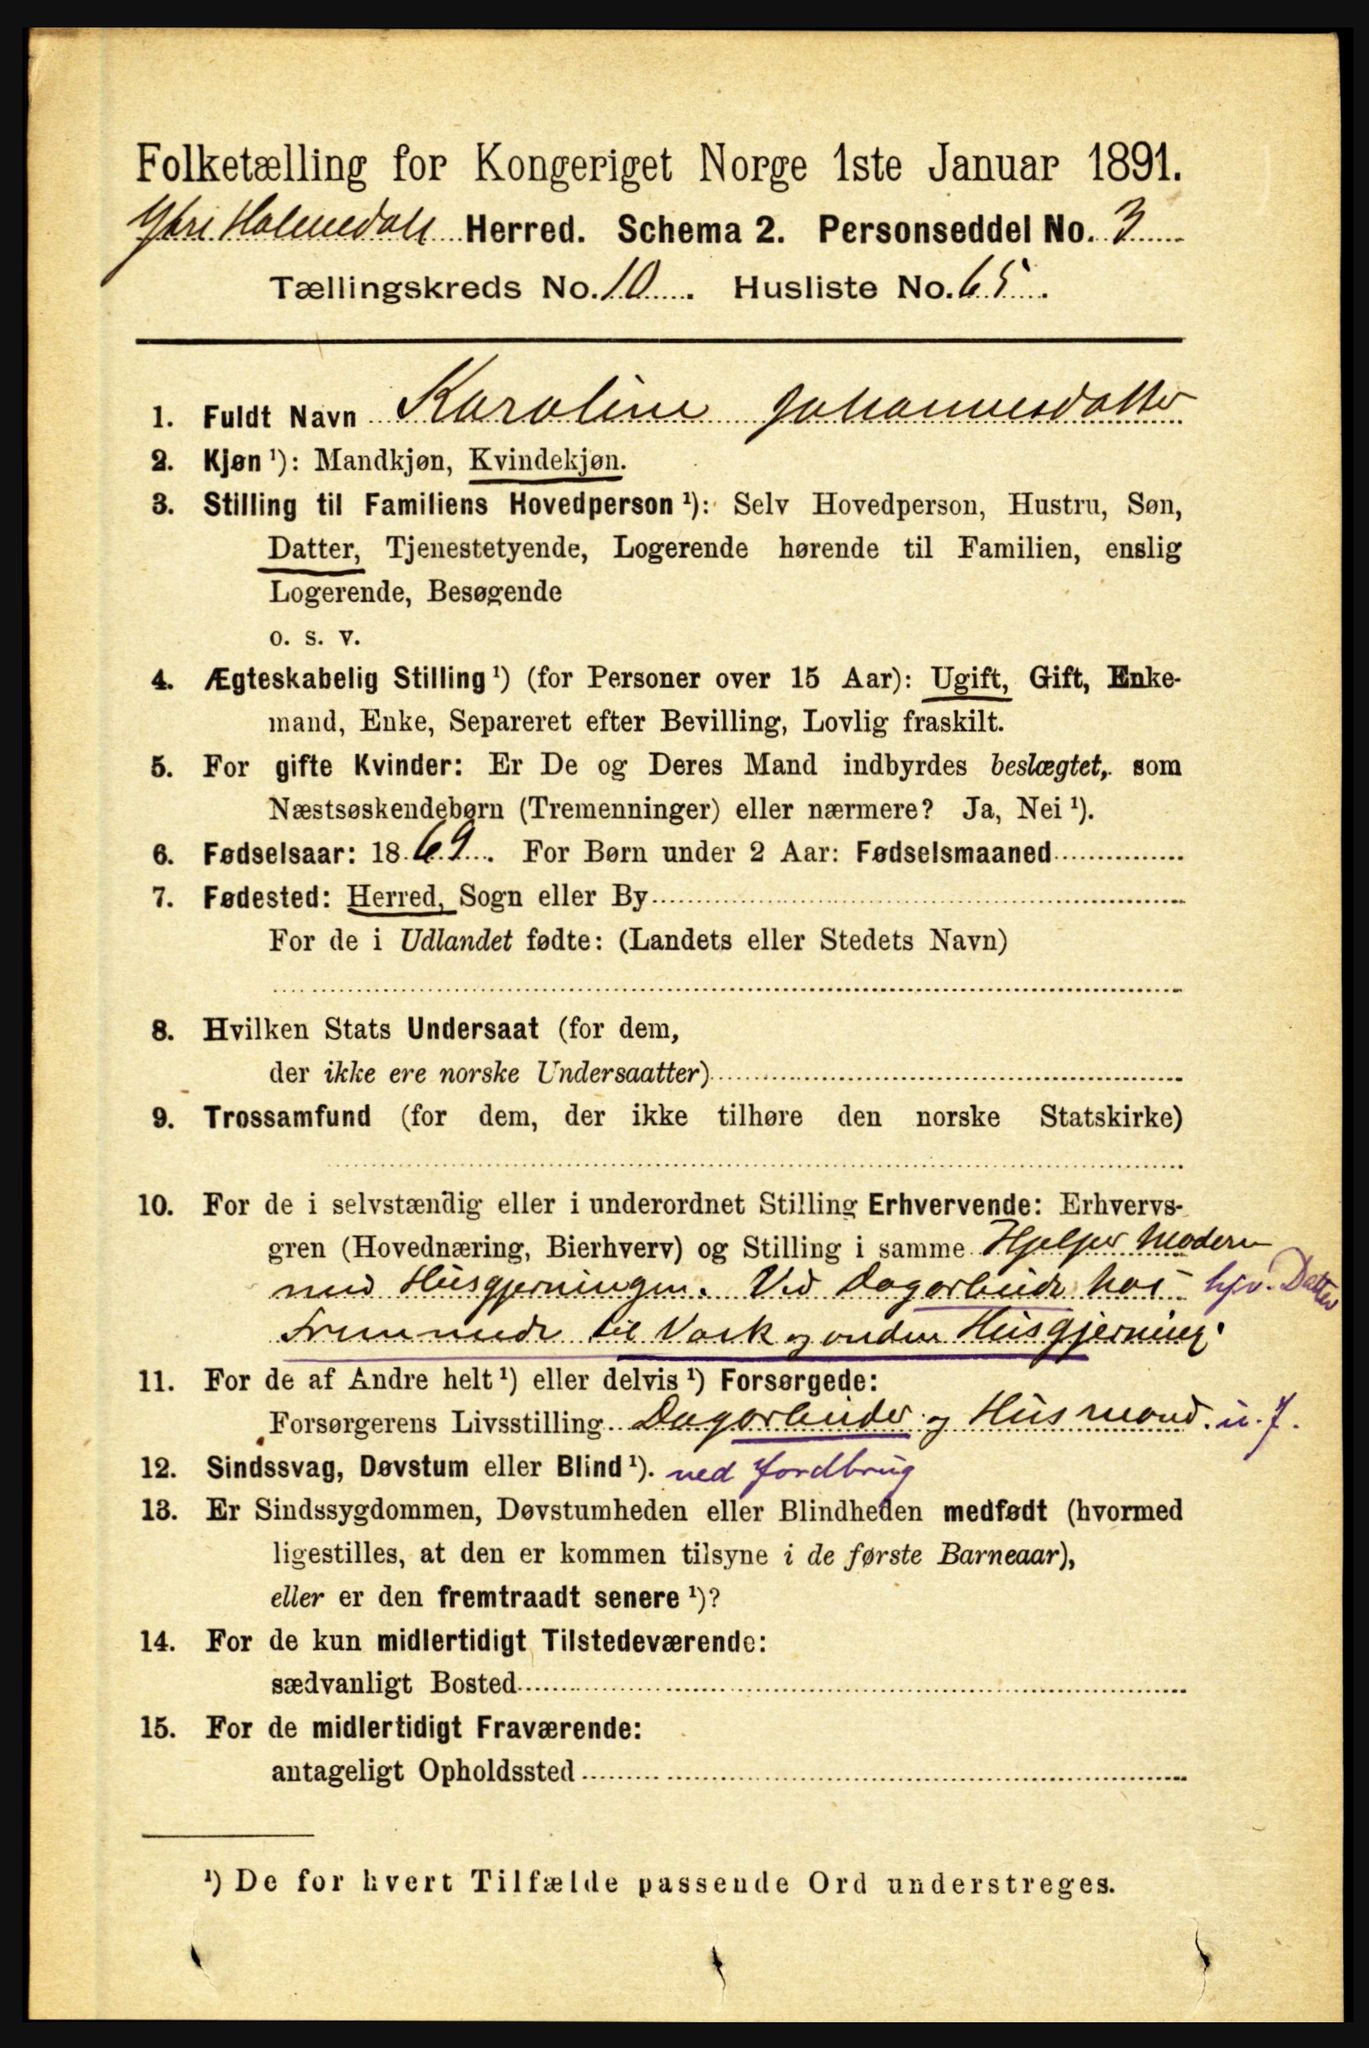 Folketælling for Kongeriget Norge 1ste Januar 1891.
Ytre Holmedals Herred. Schema 2. Personseddel No. 3
Tællingskreds No. 10. Husliste No. 65.
1. Fuldt Navn Karoline Johannesdatter
2. Kjøn ¹): Mandkjøn, Kvindekjøn.
3. Stilling til Familiens Hovedperson ¹): Selv Hovedperson, Hustru, Søn,
Datter, Tjenestetyende, Logerende hørende til Familien, enslig
Logerende, Besøgende
o. s. v.
4. Ægteskabelig Stilling ¹) (for Personer over 15 Aar): Ugift, Gift, Enke-
mand, Enke, Separeret efter Bevilling, Lovlig fraskilt.
5. For gifte Kvinder: Er De og Deres Mand indbyrdes beslægtet, som
Næstsøskendebørn (Tremenninger) eller nærmere? Ja, Nei ¹).
6. Fødselsaar: 1869. For Børn under 2 Aar: Fødselsmaaned
7. Fødested: Herred, Sogn eller By
For de i Udlandet fødte: (Landets eller Stedets Navn)
8. Hvilken Stats Undersaat (for dem,
der ikke ere norske Undersaatter)
9. Trossamfund (for dem, der ikke tilhøre den norske Statskirke)
10. For de i selvstændig eller i underordnet Stilling Erhvervende: Erhvervs-
gren (Hovednæring, Bierhverv) og Stilling i samme Hjelper Moderen
med Husgjerningen. Ved Dagarbeide hos hjv. Datter
Fremmede til Vask og anden Husgjerning.
11. For de af Andre helt ¹) eller delvis ¹) Forsørgede:
Forsørgerens Livsstilling Dagarbeider og Husmand. u. J.
12. Sindssvag, Døvstum eller Blind ¹). med Jordbrug
13. Er Sindssygdommen, Døvstumheden eller Blindheden medfødt (hvormed
ligestilles, at den er kommen tilsyne i de første Barneaar),
eller er den fremtraadt senere ¹)?
14. For de kun midlertidigt Tilstedeværende:
sædvanligt Bosted
15. For de midlertidigt Fraværende:
antageligt Opholdssted
¹) De for hvert Tilfælde passende Ord understreges.